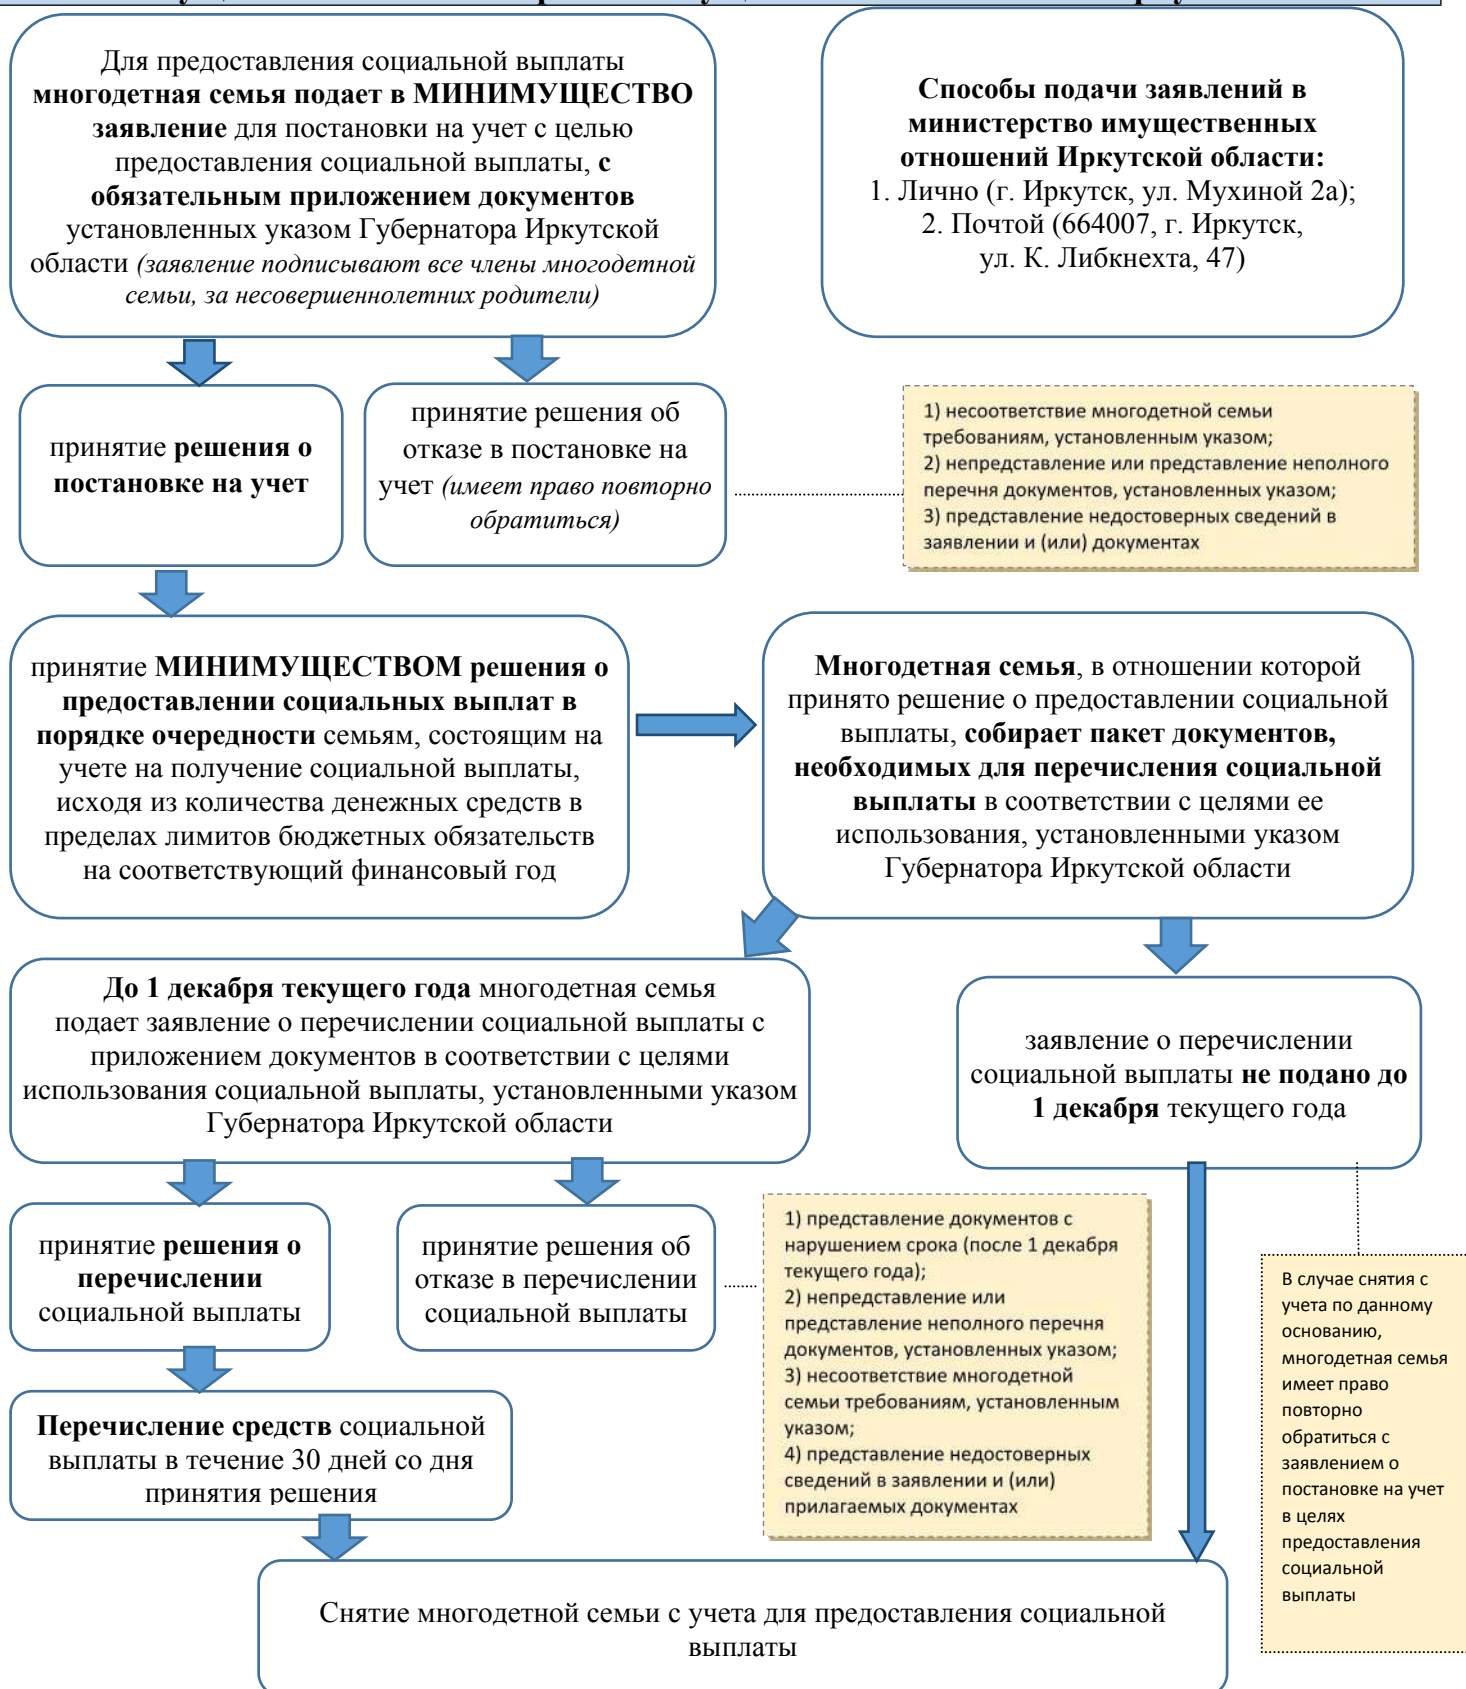 Для предоставления социальной выплаты
многодетная семья подает в МИНИМУЩЕСТВО
заявление для постановки на учет с целью
предоставления социальной выплаты, с
обязательным приложением документов
установленных указом Губернатора Иркутской
области (заявление подписывают все члены многодетной
семьи, за несовершеннолетних родители)
Способы подачи заявлений в
министерство имущественных
отношений Иркутской области:
1. Лично (г. Иркутск, ул. Мухиной 2а);
2. Почтой (664007, г. Иркутск,
ул. К. Либкнехта, 47)
принятие решения о
постановке на учет
принятие решения об
отказе в постановке на
учет (имеет право повторно
обратиться)
1) несоответствие многодетной семьи
требованиям, установленным указом;
2) непредставление или представление неполного
перечня документов, установленных указом;
3) представление недостоверных сведений в
заявлении и (или) документах
принятие МИНИМУЩЕСТВОМ решения о
предоставлении социальных выплат в
порядке очередности семьям, состоящим на
учете на получение социальной выплаты,
исходя из количества денежных средств в
пределах лимитов бюджетных обязательств
на соответствующий финансовый год
Многодетная семья, в отношении которой
принято решение о предоставлении социальной
выплаты, собирает пакет документов,
необходимых для перечисления социальной
выплаты в соответствии с целями ее
использования, установленными указом
Губернатора Иркутской области
До 1 декабря текущего года многодетная семья
подает заявление о перечислении социальной выплаты с
приложением документов в соответствии с целями
использования социальной выплаты, установленными указом
Губернатора Иркутской области
заявление о перечислении
социальной выплаты не подано до
1 декабря текущего года
принятие решения о
перечислении
социальной выплаты
принятие решения об
отказе в перечислении
социальной выплаты
1) представление документов с
нарушением срока (после 1 декабря
текущего года);
2) непредставление или
представление неполного перечня
документов, установленных указом;
3) несоответствие многодетной
семьи требованиям, установленным
указом;
4) представление недостоверных
сведений в заявлении и (или)
прилагаемых документах
В случае снятия с
учета по данному
основанию,
многодетная семья
имеет право
повторно
обратиться с
заявлением о
постановке на учет
в целях
предоставления
социальной
выплаты
Перечисление средств социальной
выплаты в течение 30 дней со дня
принятия решения
Снятие многодетной семьи с учета для предоставления социальной
выплаты